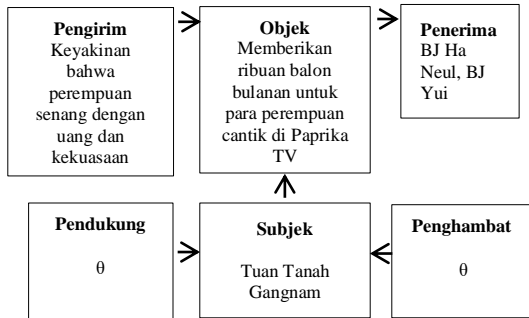 Pengirim
Keyakinan
bahwa
perempuan
senang dengan
uang dan
kekuasaan
Objek
Memberikan
ribuan balon
bulanan untuk
para perempuan
cantik di Paprika
TV
Penerima
BJ Ha
Neul, BJ
Yui
Pendukung
θ
Subjek
Tuan Tanah
Gangnam
Penghambat
θ